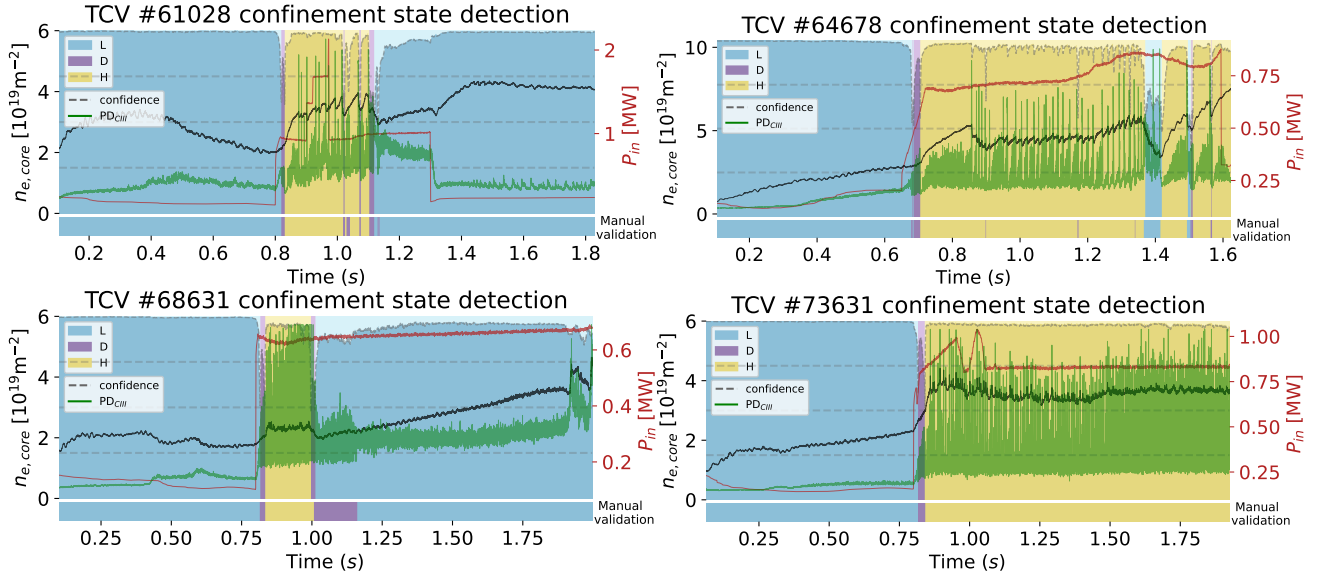 TCV #61028 confinement state detection
6
4
2
0
L
D
H
confidence
PD_CIII
n_e,core [10^19 m^-2]
2
1
P_in [MW]
Manual
validation
0.2 0.4 0.6 0.8 1.0 1.2 1.4 1.6 1.8
Time (s)
TCV #64678 confinement state detection
10
5
0
L
D
H
confidence
PD_CIII
n_e,core [10^19 m^-2]
0.75
0.50
0.25
P_in [MW]
Manual
validation
0.2 0.4 0.6 0.8 1.0 1.2 1.4 1.6
Time (s)
TCV #68631 confinement state detection
6
4
2
0
L
D
H
confidence
PD_CIII
n_e,core [10^19 m^-2]
0.6
0.4
0.2
P_in [MW]
Manual
validation
0.25 0.50 0.75 1.00 1.25 1.50 1.75
Time (s)
TCV #73631 confinement state detection
6
4
2
0
L
D
H
confidence
PD_CIII
n_e,core [10^19 m^-2]
1.00
0.75
0.50
0.25
P_in [MW]
Manual
validation
0.25 0.50 0.75 1.00 1.25 1.50 1.75
Time (s)